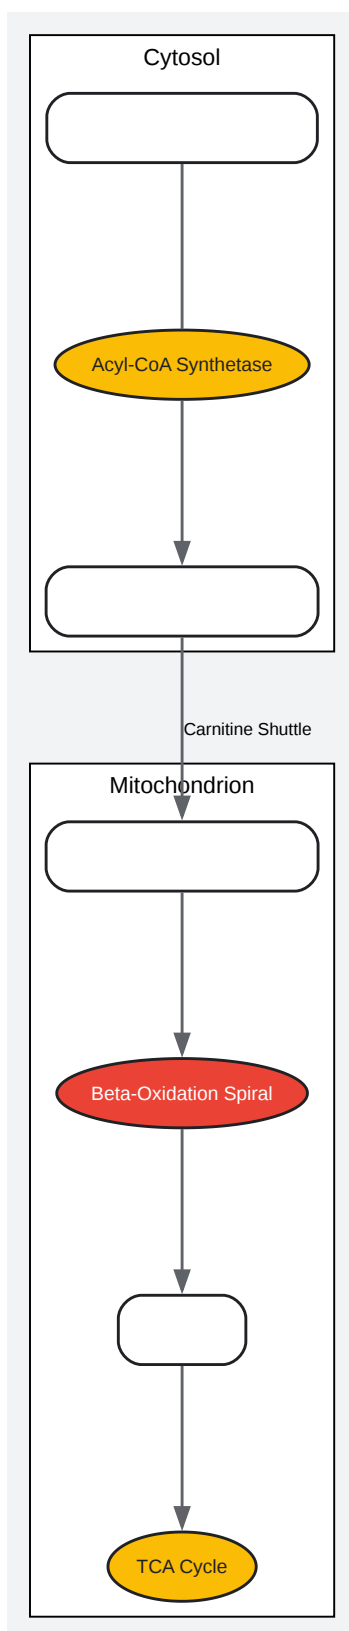 Cytosol
Acyl-CoA Synthetase
Carnitine Shuttle
Mitochondrion
Beta-Oxidation Spiral
TCA Cycle